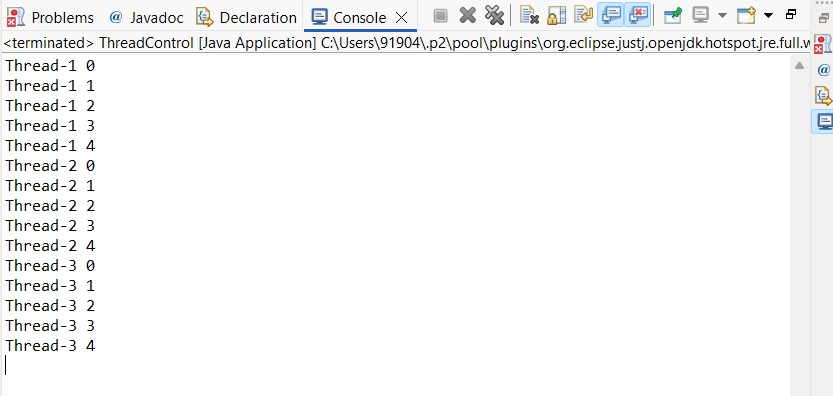 Problems @ Javadoc Declaration Console
<terminated> ThreadControl [Java Application] C:\Users\91904\.p2\pool\plugins\org.eclipse.justj.openjdk.hotspot.jre.full.w
Thread-1 0
Thread-1 1
Thread-1 2
Thread-1 3
Thread-1 4
Thread-2 0
Thread-2 1
Thread-2 2
Thread-2 3
Thread-2 4
Thread-3 0
Thread-3 1
Thread-3 2
Thread-3 3
Thread-3 4